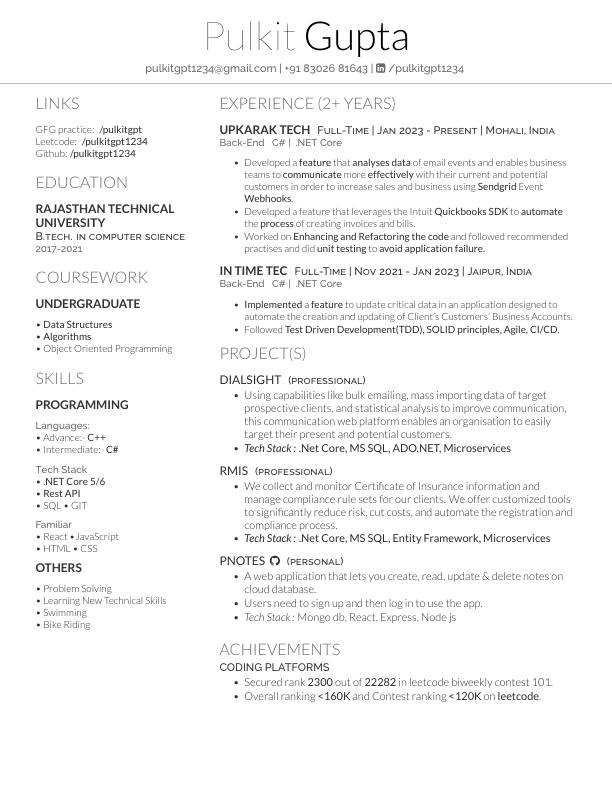 Pulkit Gupta
pulkitgpt1234@gmail.com | +91 83026 81643 | /pulkitgpt1234
LINKS
GFG practice: /pulkitgpt
Leetcode: /pulkitgpt1234
Github: /pulkitgpt1234
EDUCATION
RAJASTHAN TECHNICAL
UNIVERSITY
B.TECH. IN COMPUTER SCIENCE
2017-2021
COURSEWORK
UNDERGRADUATE
• Data Structures
• Algorithms
• Object Oriented Programming
SKILLS
PROGRAMMING
Languages:
• Advance:- C++
• Intermediate:- C#
Tech Stack
• .NET Core 5/6
• Rest API
• SQL • GIT
Familiar
• React •JavaScript
• HTML • CSS
OTHERS
• Problem Solving
• Learning New Technical Skills
• Swimming
• Bike Riding
EXPERIENCE (2+ YEARS)
UPKARAK TECH FULL-TIME | JAN 2023 - PRESENT | MOHALI, INDIA
Back-End C# | .NET Core
• Developed a feature that analyses data of email events and enables business
teams to communicate more effectively with their current and potential
customers in order to increase sales and business using Sendgrid Event
Webhooks.
• Developed a feature that leverages the Intuit Quickbooks SDK to automate
the process of creating invoices and bills.
• Worked on Enhancing and Refactoring the code and followed recommended
practises and did unit testing to avoid application failure.
IN TIME TEC FULL-TIME | NOV 2021 - JAN 2023 | JAIPUR, INDIA
Back-End C# | .NET Core
• Implemented a feature to update critical data in an application designed to
automate the creation and updating of Client's Customers' Business Accounts.
• Followed Test Driven Development(TDD), SOLID principles, Agile, CI/CD.
PROJECT(S)
DIALSIGHT (PROFESSIONAL)
• Using capabilities like bulk emailing, mass importing data of target
prospective clients, and statistical analysis to improve communication,
this communication web platform enables an organisation to easily
target their present and potential customers.
• Tech Stack : .Net Core, MS SQL, ADO.NET, Microservices
RMIS (PROFESSIONAL)
• We collect and monitor Certificate of Insurance information and
manage compliance rule sets for our clients. We offer customized tools
to significantly reduce risk, cut costs, and automate the registration and
compliance process.
• Tech Stack : .Net Core, MS SQL, Entity Framework, Microservices
PNOTES (PERSONAL)
• A web application that lets you create, read, update & delete notes on
cloud database.
• Users need to sign up and then log in to use the app.
• Tech Stack : Mongo db, React, Express, Node js
ACHIEVEMENTS
CODING PLATFORMS
• Secured rank 2300 out of 22282 in leetcode biweekly contest 101.
• Overall ranking <160K and Contest ranking <120K on leetcode.